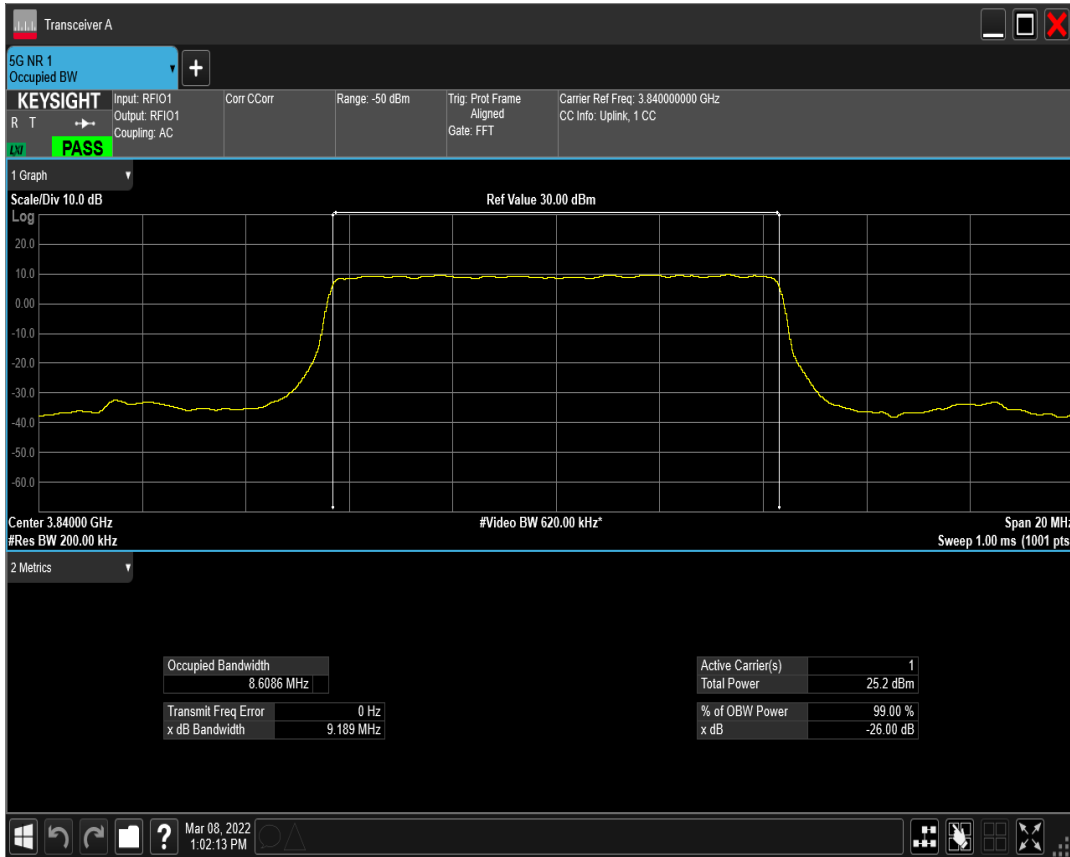 Transceiver A
5G NR 1
Occupied BW
KEYSIGHT
R T
LXI
PASS
Input: RFIO1
Output: RFIO1
Coupling: AC
Corr CCorr
Range: -50 dBm
Trig: Prot Frame
Aligned
Gate: FFT
Carrier Ref Freq: 3.840000000 GHz
CC Info: Uplink, 1 CC
1 Graph
Scale/Div 10.0 dB
Ref Value 30.00 dBm
Log
20.0
10.0
0.00
-10.0
-20.0
-30.0
-40.0
-50.0
-60.0
Center 3.84000 GHz
#Video BW 620.00 kHz*
Span 20 MHz
#Res BW 200.00 kHz
Sweep 1.00 ms (1001 pts
2 Metrics
Occupied Bandwidth
8.6086 MHz
Transmit Freq Error 0 Hz
x dB Bandwidth 9.189 MHz
Active Carrier(s) 1
Total Power 25.2 dBm
% of OBW Power 99.00 %
x dB -26.00 dB
Mar 08, 2022
1:02:13 PM